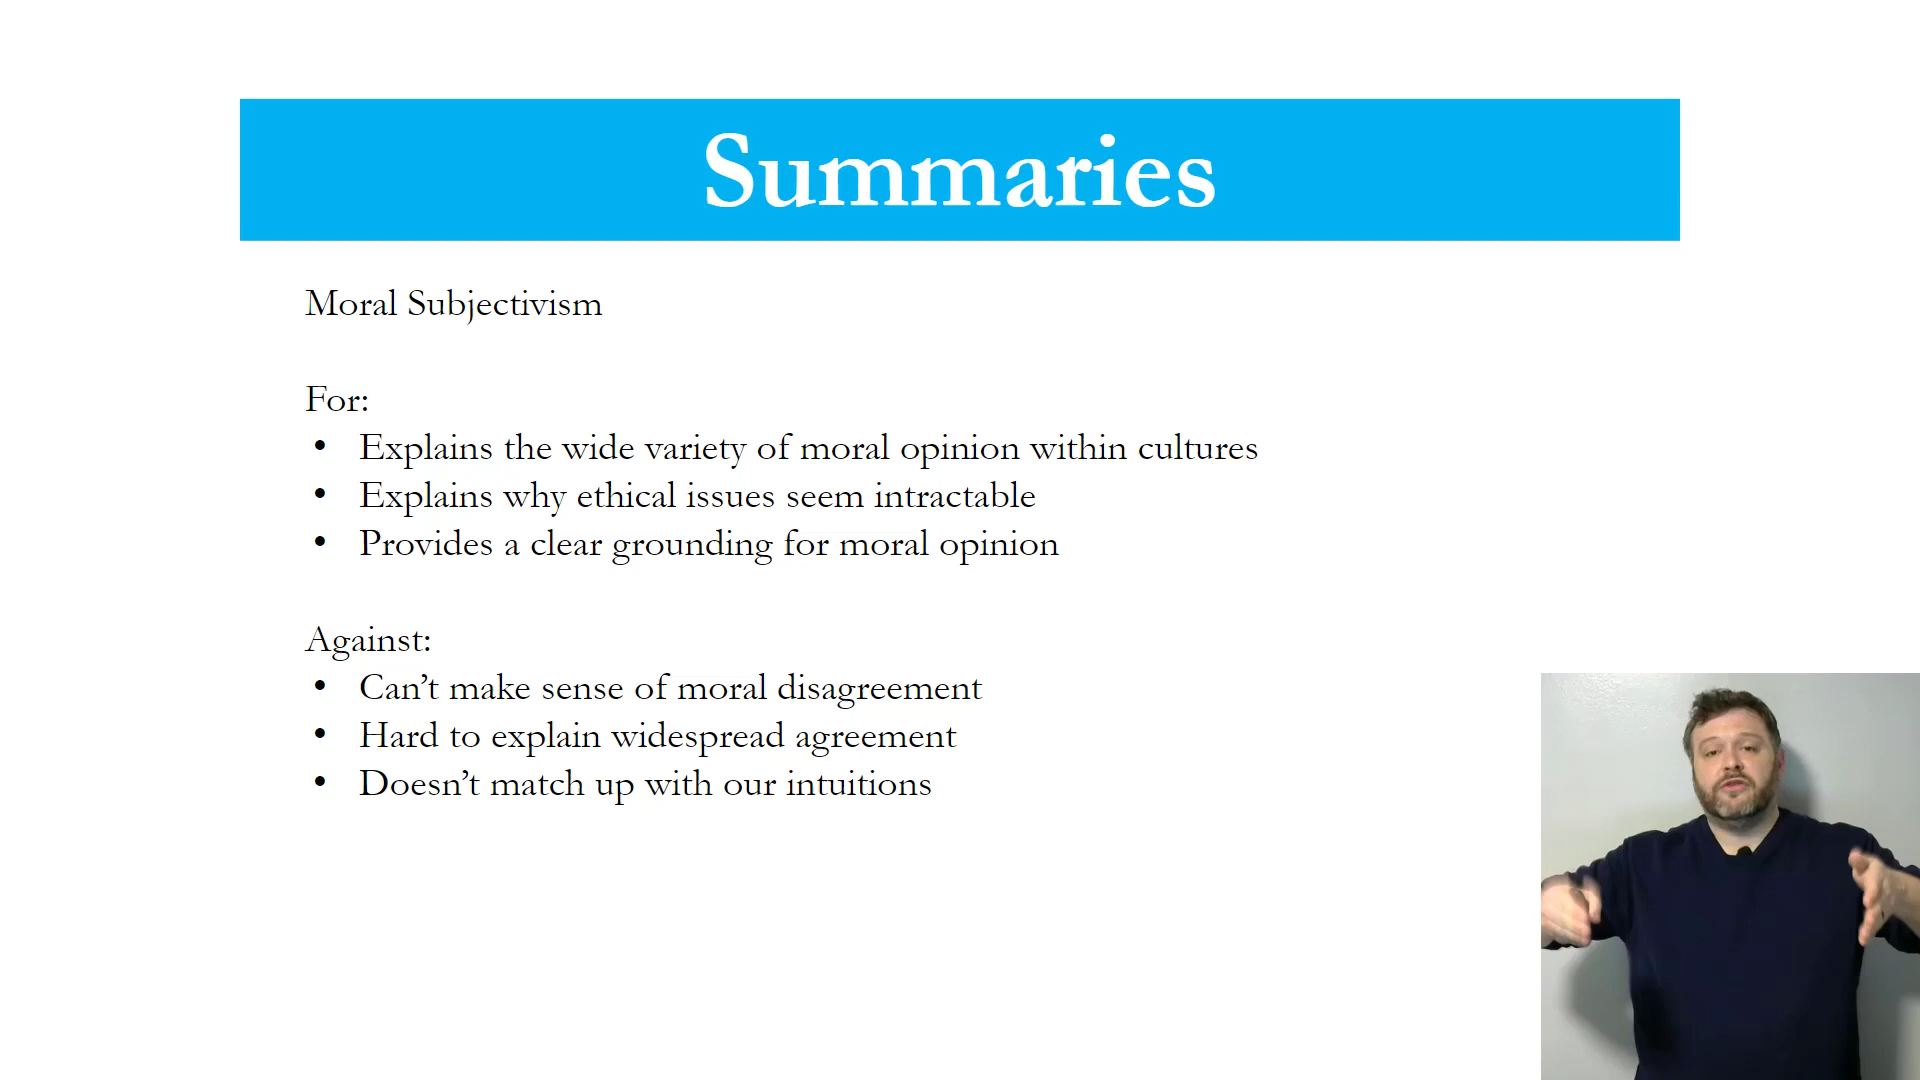 Summaries
Moral Subjectivism
For:
• Explains the wide variety of moral opinion within cultures
• Explains why ethical issues seem intractable
• Provides a clear grounding for moral opinion
Against:
• Can’t make sense of moral disagreement
• Hard to explain widespread agreement
• Doesn’t match up with our intuitions